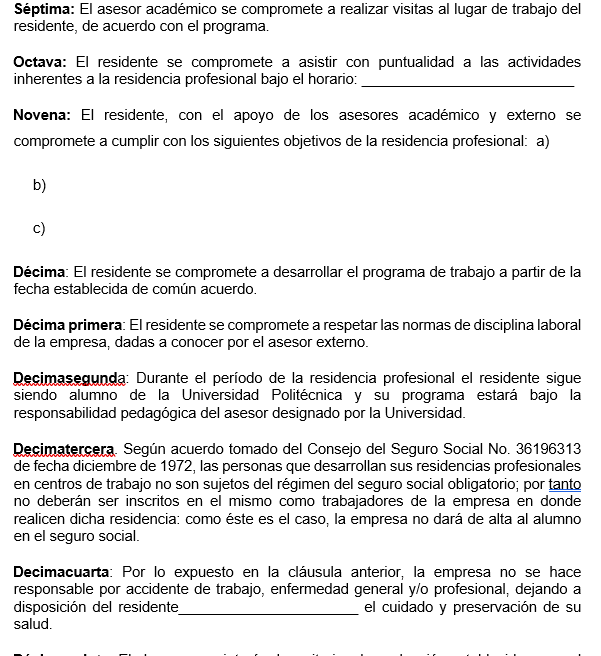 Séptima: El asesor académico se compromete a realizar visitas al lugar de trabajo del
residente, de acuerdo con el programa.
Octava: El residente se compromete a asistir con puntualidad a las actividades
inherentes a la residencia profesional bajo el horario: ____________________________
Novena: El residente, con el apoyo de los asesores académico y externo se
compromete a cumplir con los siguientes objetivos de la residencia profesional: a)
b)
c)
Décima: El residente se compromete a desarrollar el programa de trabajo a partir de la
fecha establecida de común acuerdo.
Décima primera: El residente se compromete a respetar las normas de disciplina laboral
de la empresa, dadas a conocer por el asesor externo.
Decimasegunda: Durante el período de la residencia profesional el residente sigue
siendo alumno de la Universidad Politécnica y su programa estará bajo la
responsabilidad pedagógica del asesor designado por la Universidad.
Decimatercera. Según acuerdo tomado del Consejo del Seguro Social No. 36196313
de fecha diciembre de 1972, las personas que desarrollan sus residencias profesionales
en centros de trabajo no son sujetos del régimen del seguro social obligatorio; por tanto
no deberán ser inscritos en el mismo como trabajadores de la empresa en donde
realicen dicha residencia: como éste es el caso, la empresa no dará de alta al alumno
en el seguro social.
Decimacuarta: Por lo expuesto en la cláusula anterior, la empresa no se hace
responsable por accidente de trabajo, enfermedad general y/o profesional, dejando a
disposición del residente________________________ el cuidado y preservación de su
salud.